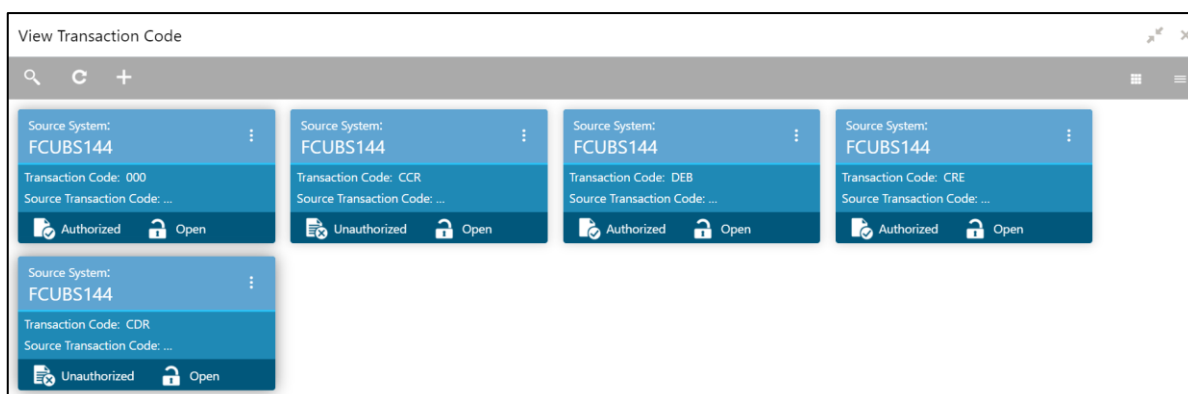 View Transaction Code
Source System:
FCUBS144
Transaction Code: 000
Source Transaction Code: ...
Authorized Open
Source System:
FCUBS144
Transaction Code: CCR
Source Transaction Code: ...
Unauthorized Open
Source System:
FCUBS144
Transaction Code: DEB
Source Transaction Code: ...
Authorized Open
Source System:
FCUBS144
Transaction Code: CRE
Source Transaction Code: ...
Authorized Open
Source System:
FCUBS144
Transaction Code: CDR
Source Transaction Code: ...
Unauthorized Open